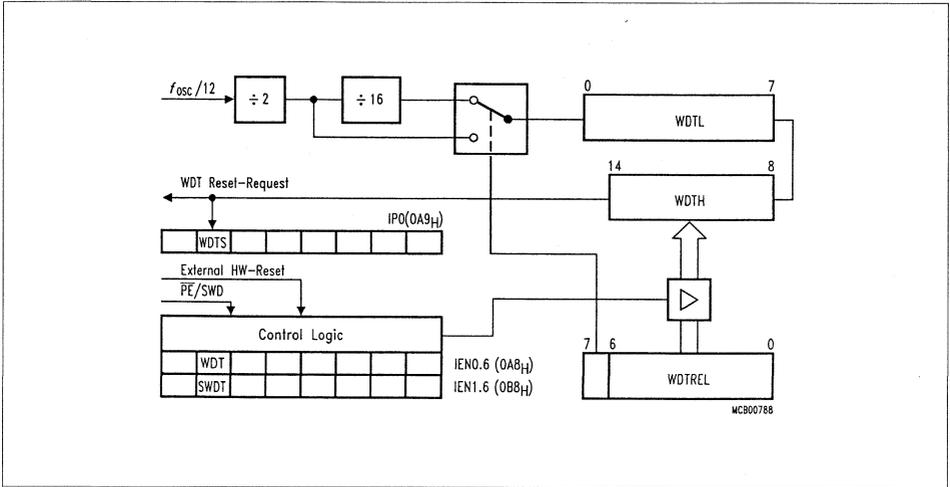 fosc/12
÷2
÷16
0 7
WDTL
14 8
WDTH
WDT Reset-Request
IP0(0A9H)
WDTS
External HW-Reset
PE/SWD
Control Logic
WDT
IEN0.6 (0A8H)
SWDT
IEN1.6 (0B8H)
7 6 0
WDTREL
MCB00788